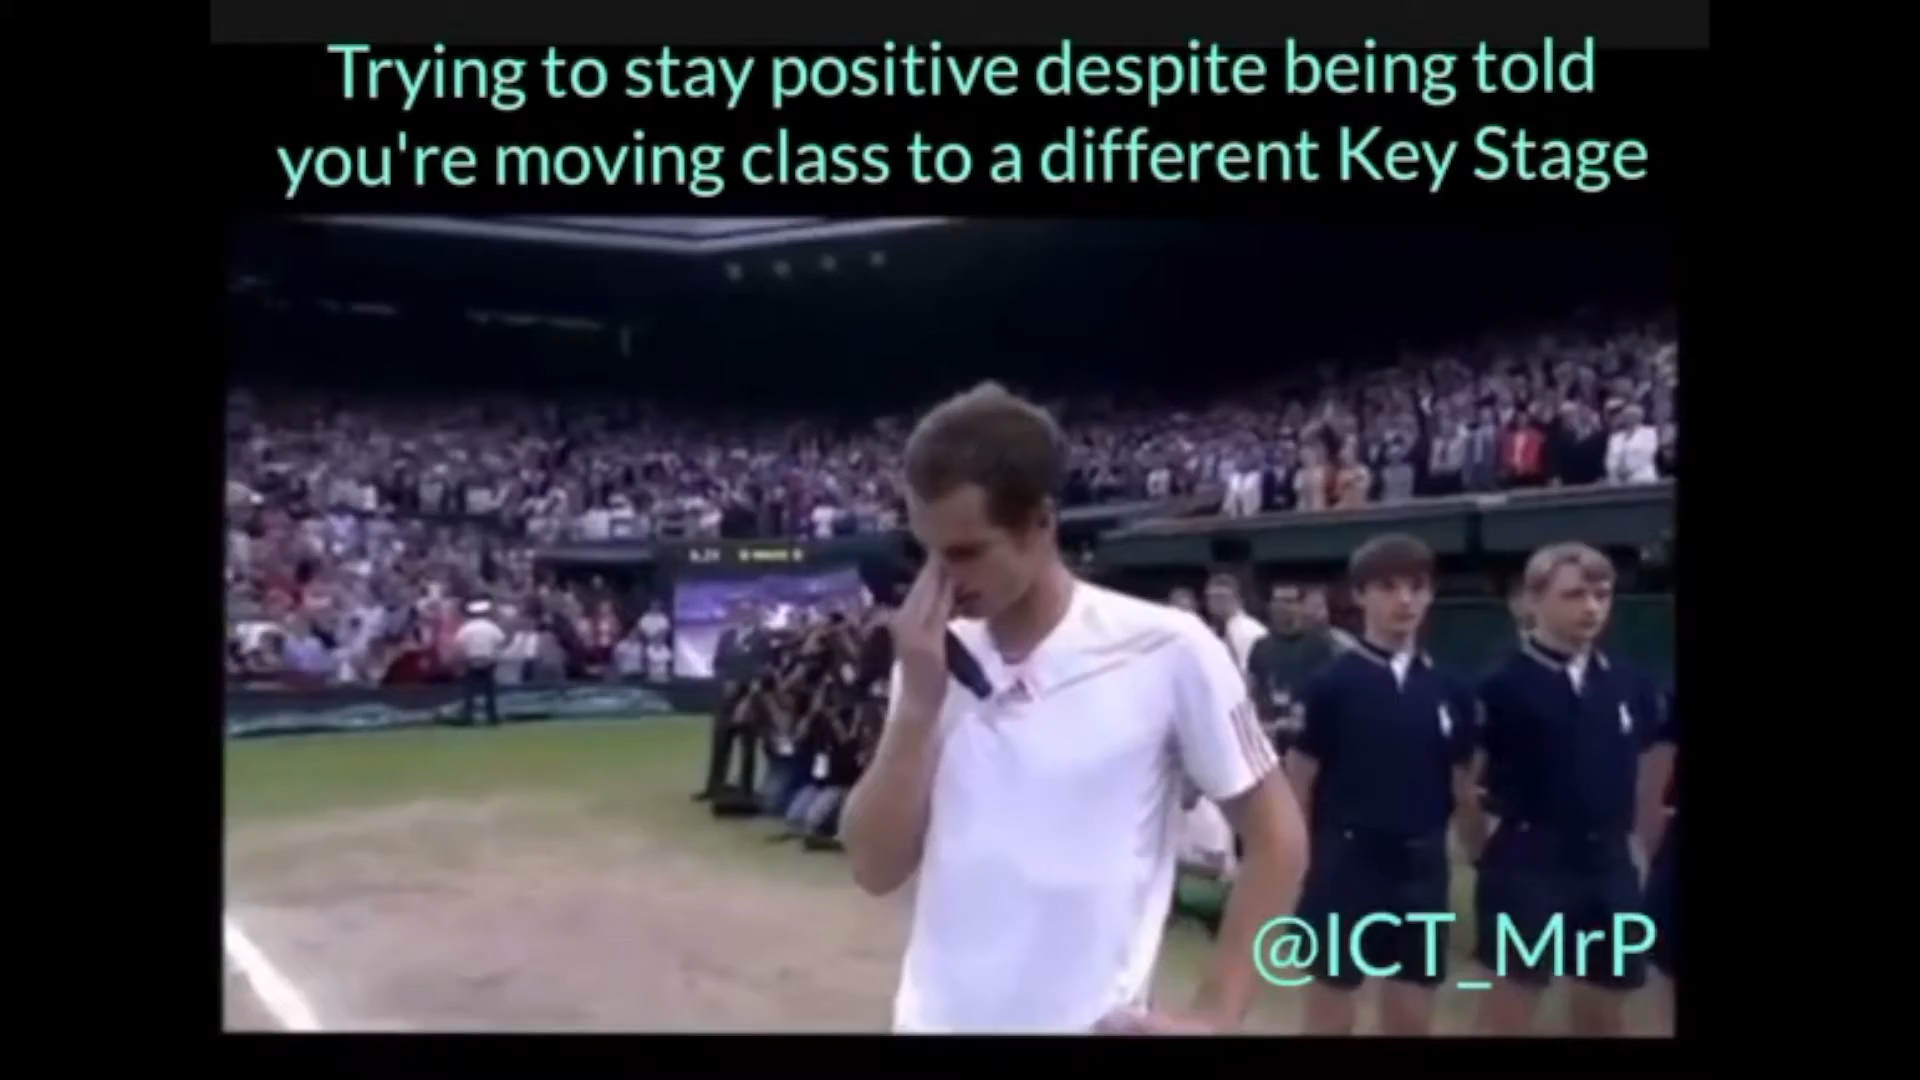 Trying to stay positive despite being told
you're moving class to a different Key Stage
@ICT_MrP